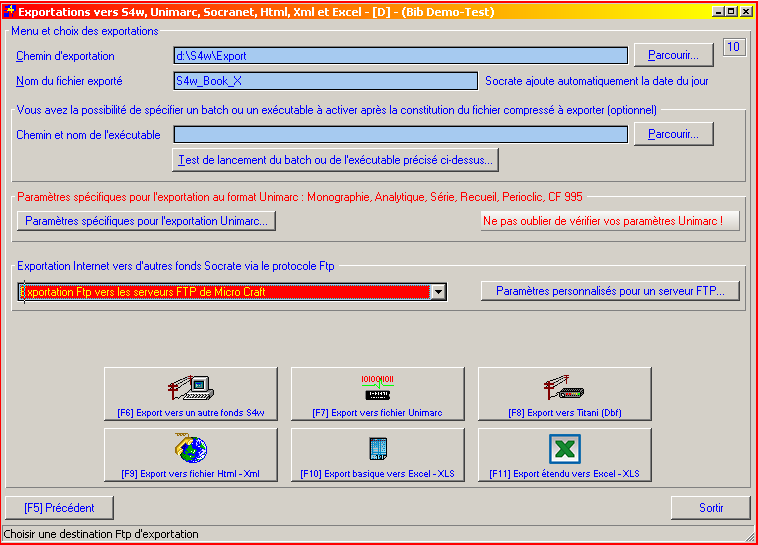 Exportations vers S4w, Unimarc, Socranet, Html, Xml et Excel - [D] - (Bib Demo-Test)
Menu et choix des exportations
10
Chemin d'exportation d:\S4w\Export Parcourir...
Nom du fichier exporté S4w_Book_X Socrate ajoute automatiquement la date du jour
Vous avez la possibilité de spécifier un batch ou un exécutable à activer après la constitution du fichier compressé à exporter (optionnel)
Chemin et nom de l'exécutable Parcourir...
Test de lancement du batch ou de l'exécutable précisé ci-dessus...
Paramètres spécifiques pour l'exportation au format Unimarc : Monographie, Analytique, Série, Recueil, Perioclic, CF 995
Paramètres spécifiques pour l'exportation Unimarc... Ne pas oublier de vérifier vos paramètres Unimarc !
Exportation Internet vers d'autres fonds Socrate via le protocole Ftp
Exportation Ftp vers les serveurs FTP de Micro Craft Paramètres personnalisés pour un serveur FTP...
1010011011
[F6] Export vers un autre fonds S4w [F7] Export vers fichier Unimarc [F8] Export vers Titani (Dbf)
[F9] Export vers fichier Html - Xml [F10] Export basique vers Excel - XLS [F11] Export étendu vers Excel - XLS
[F5] Précédent Sortir
Choisir une destination Ftp d'exportation